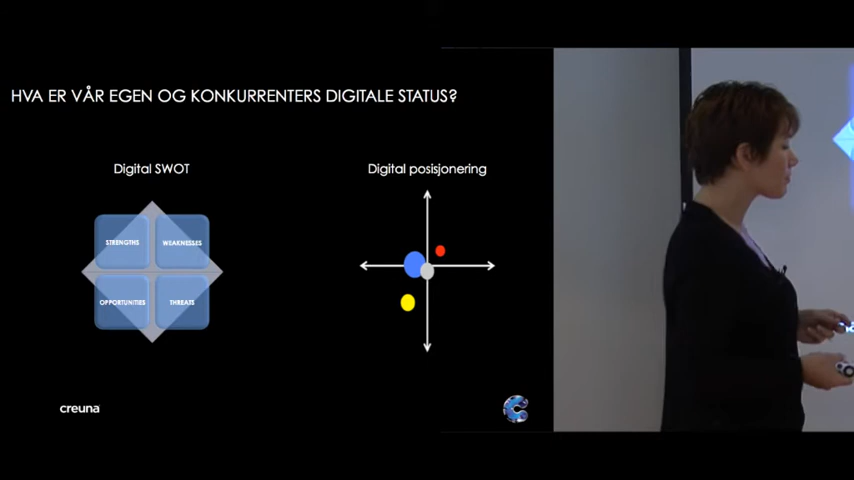 HVA ER VÅR EGEN OG KONKURRENTERS DIGITALE STATUS?
Digital SWOT
Digital posisjonering
STRENGTHS
WEAKNESSES
OPPORTUNITIES
THREATS
creuna